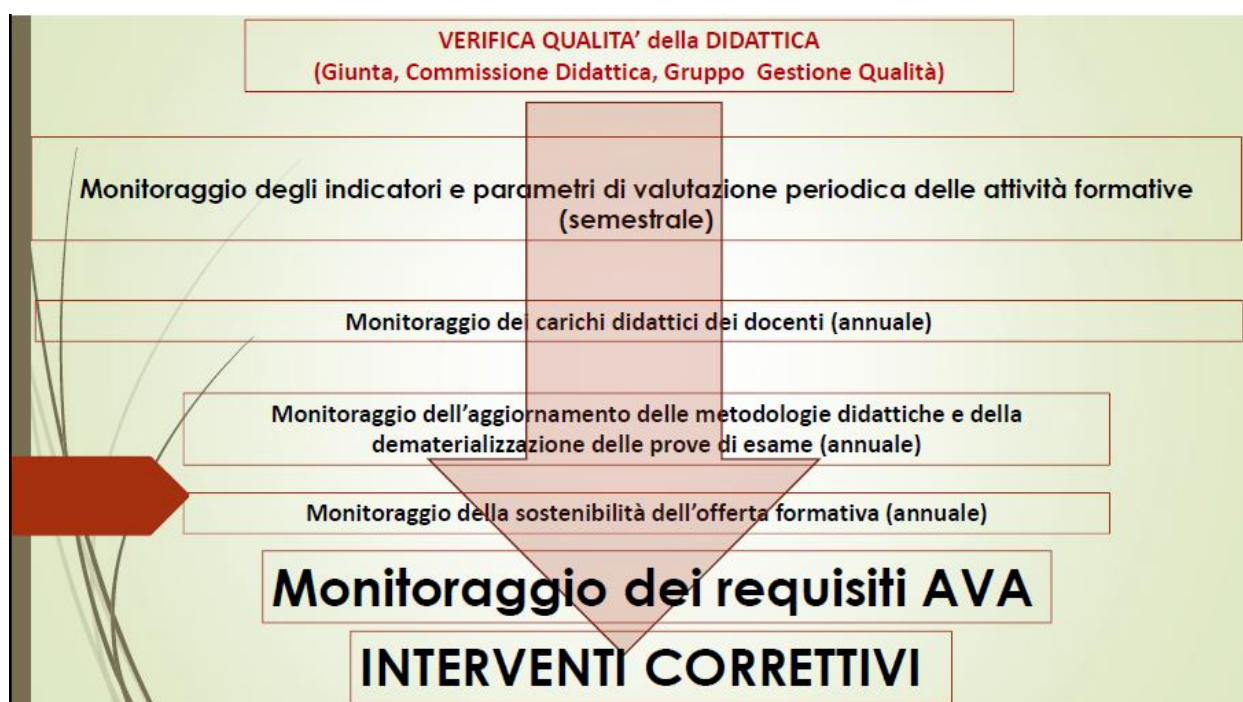 VERIFICA QUALITA’ della DIDATTICA
(Giunta, Commissione Didattica, Gruppo Gestione Qualità)
Monitoraggio degli indicatori e parametri di valutazione periodica delle attività formative
(semestrale)
Monitoraggio dei carichi didattici dei docenti (annuale)
Monitoraggio dell’aggiornamento delle metodologie didattiche e della
dematerializzazione delle prove di esame (annuale)
Monitoraggio della sostenibilità dell’offerta formativa (annuale)
Monitoraggio dei requisiti AVA
INTERVENTI CORRETTIVI